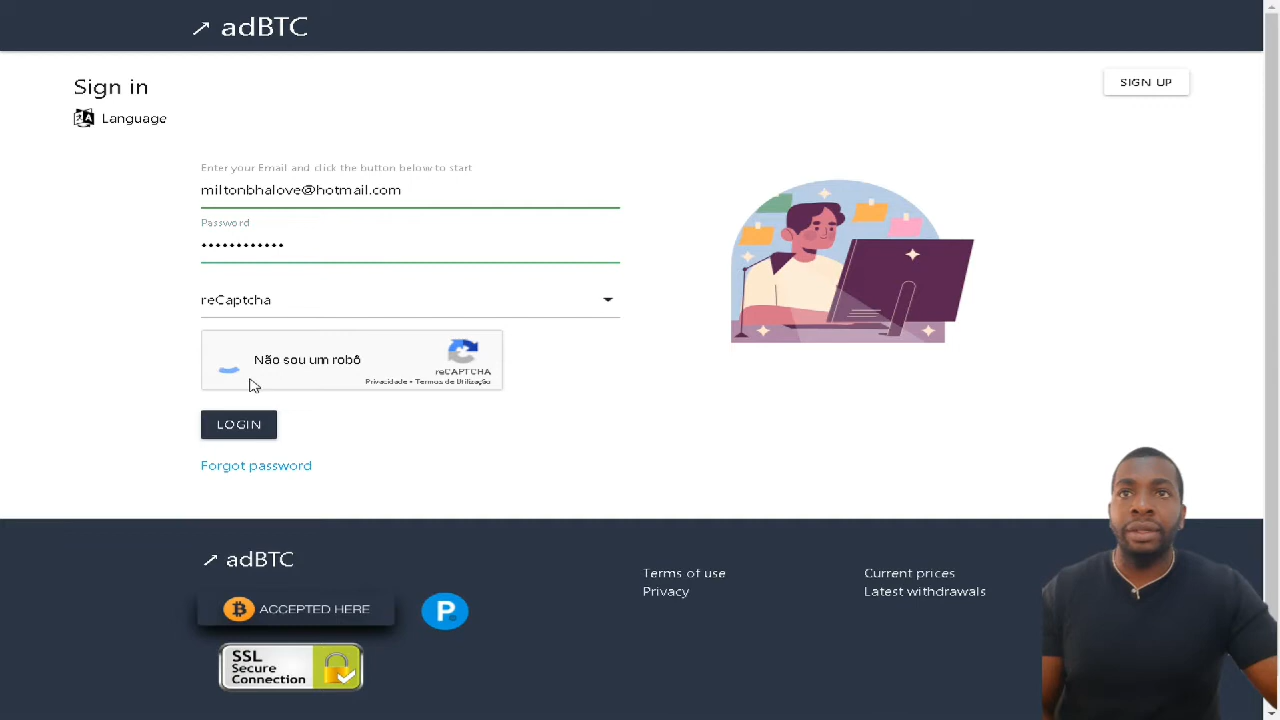 adBTC
Sign in
SIGN UP
Language
Enter your Email and click the button below to start
miltonbhalove@hotmail.com
Password
••••••••••••
reCaptcha
Não sou um robô
reCAPTCHA
Privacidade • Termos de Utilização
LOGIN
Forgot password
adBTC
Terms of use
Current prices
Privacy
Latest withdrawals
ACCEPTED HERE
P
SSL
Secure
Connection